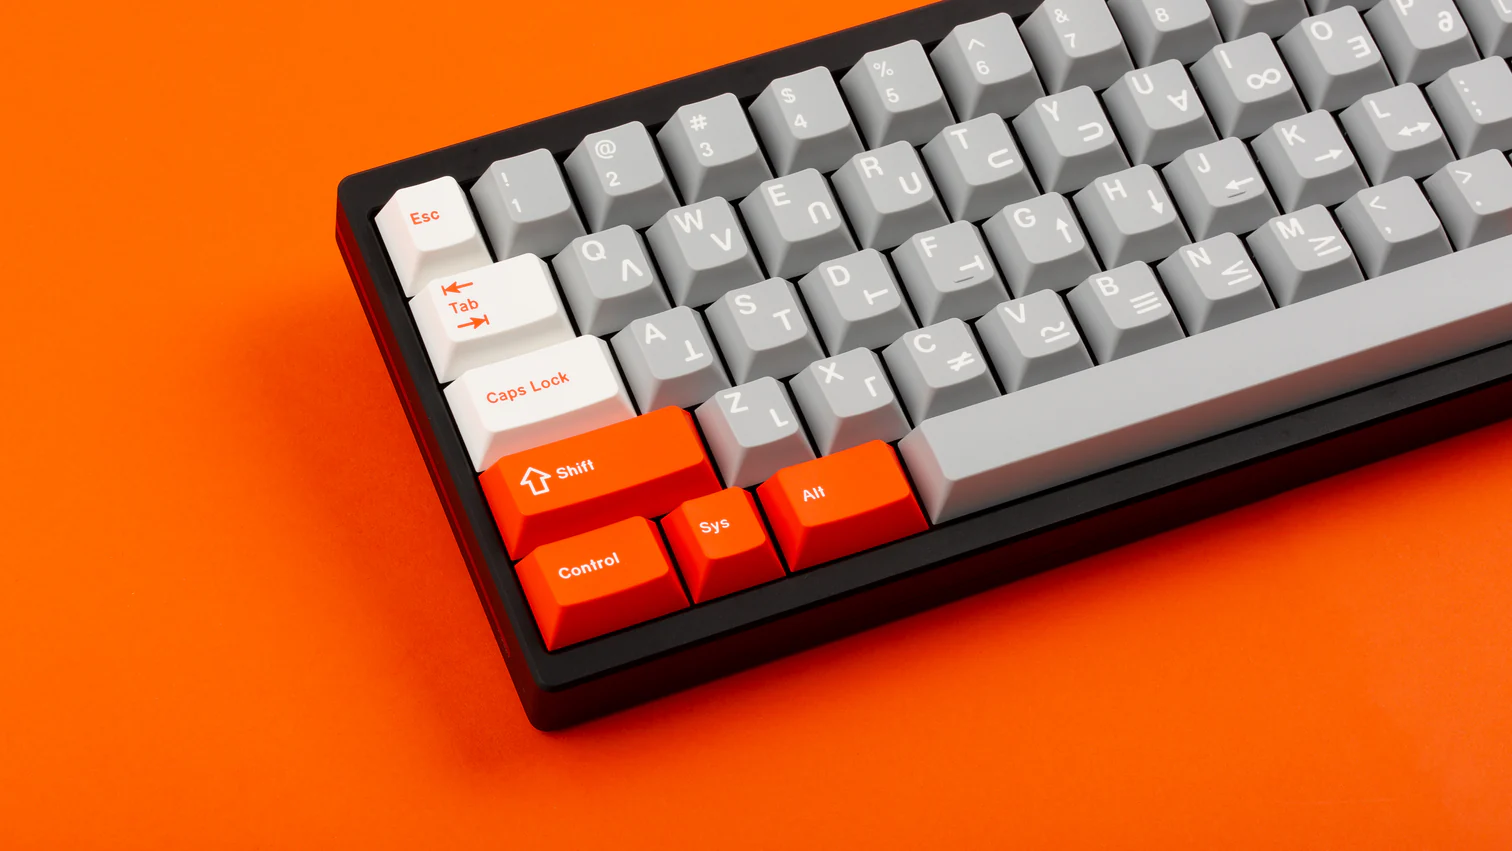 Esc ! 1 @ 2 # 3 $ 4 % 5 ^ 6 & 7 8
Tab Q ∧ W ∨ E ∩ R ∪ T ⊂ Y ⊃ U ∀ I ∞ O ∃ P ∂
Caps Lock A ⊥ S ⊤ D ⊢ F ⊣ G ↑ H ↓ J ← K → L ↔ : ;
Shift Z ⌊ X ⌈ C ≠ V ≃ B ≡ N ≤ M ≥ < , > .
Control Sys Alt